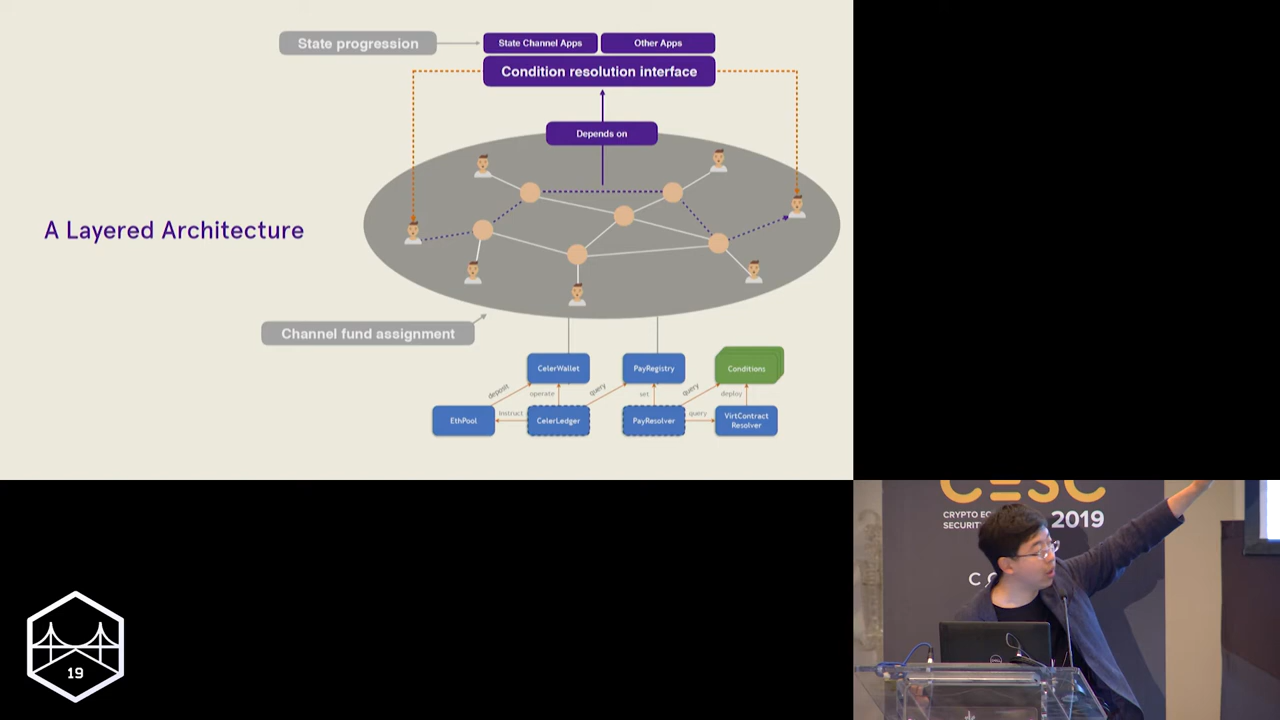 State progression
State Channel Apps
Other Apps
Condition resolution interface
Depends on
A Layered Architecture
Channel fund assignment
CelerWallet
PayRegistry
Conditions
deposit
operate
query
set
query
deploy
EthPool
instruct
CelerLedger
PayResolver
query
VirtContract
Resolver
CESC
CRYPTO EC
SECURITY
2019
C
19